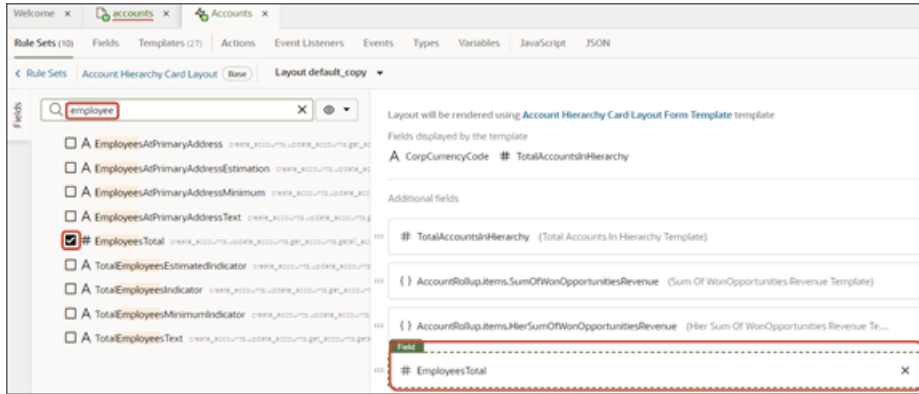 Welcome × accounts × Accounts ×
Rule Sets (10) Fields Templates (27) Actions Event Listeners Events Types Variables JavaScript JSON
< Rule Sets Account Hierarchy Card Layout Base Layout default_copy
Fields
employee
A EmployeesAtPrimaryAddress
A EmployeesAtPrimaryAddressEstimation
A EmployeesAtPrimaryAddressMinimum
A EmployeesAtPrimaryAddressText
# EmployeesTotal
A TotalEmployeesEstimatedIndicator
A TotalEmployeesIndicator
A TotalEmployeesMinimumIndicator
A TotalEmployeesText
Layout will be rendered using Account Hierarchy Card Layout Form Template template
Fields displayed by the template
A CorpCurrencyCode # TotalAccountsInHierarchy
Additional fields
# TotalAccountsInHierarchy (Total Accounts In Hierarchy Template)
{ } AccountRollup.items.SumOfWonOpportunitiesRevenue (Sum Of WonOpportunities Revenue Template)
{ } AccountRollup.items.HierSumOfWonOpportunitiesRevenue (Hier Sum Of WonOpportunities Revenue Te...
Field
# EmployeesTotal ×